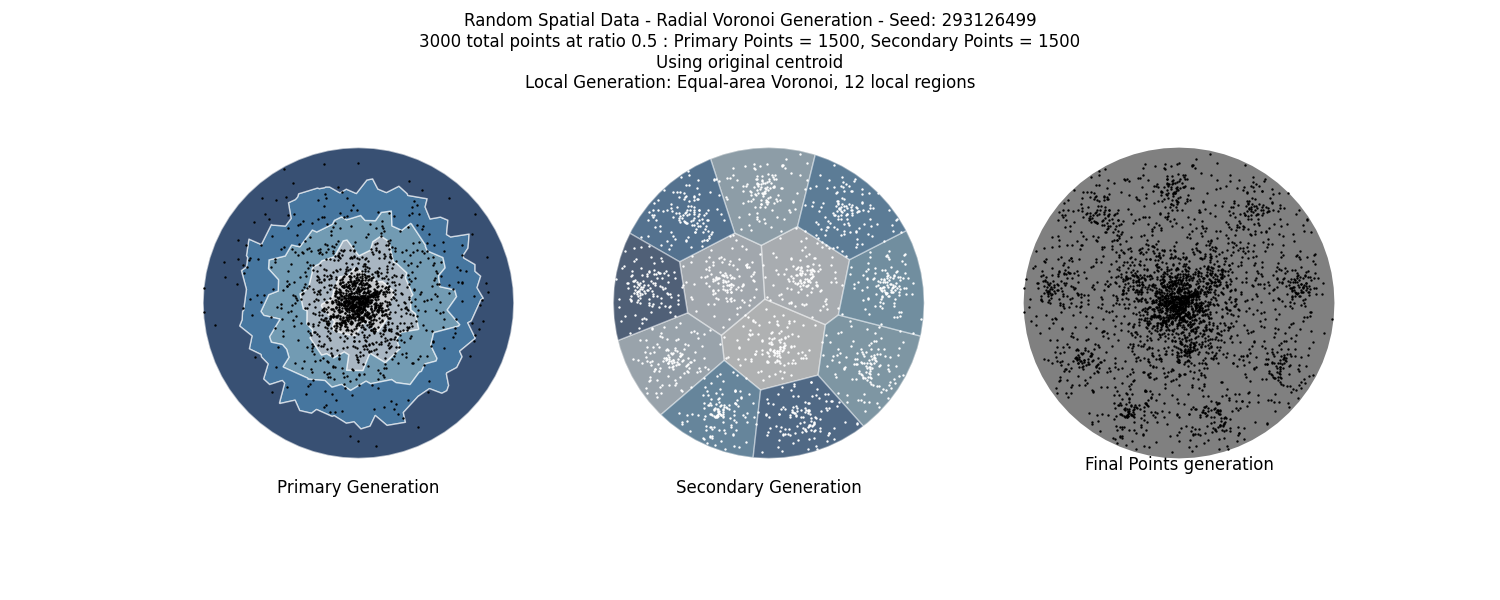 Random Spatial Data - Radial Voronoi Generation - Seed: 293126499
3000 total points at ratio 0.5 : Primary Points = 1500, Secondary Points = 1500
Using original centroid
Local Generation: Equal-area Voronoi, 12 local regions
Primary Generation
Secondary Generation
Final Points generation